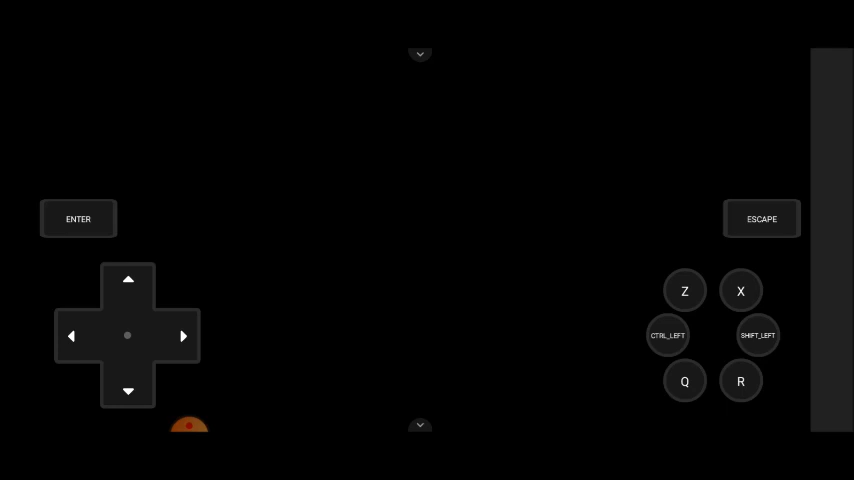 ENTER
ESCAPE
Z
X
CTRL_LEFT
SHIFT_LEFT
Q
R